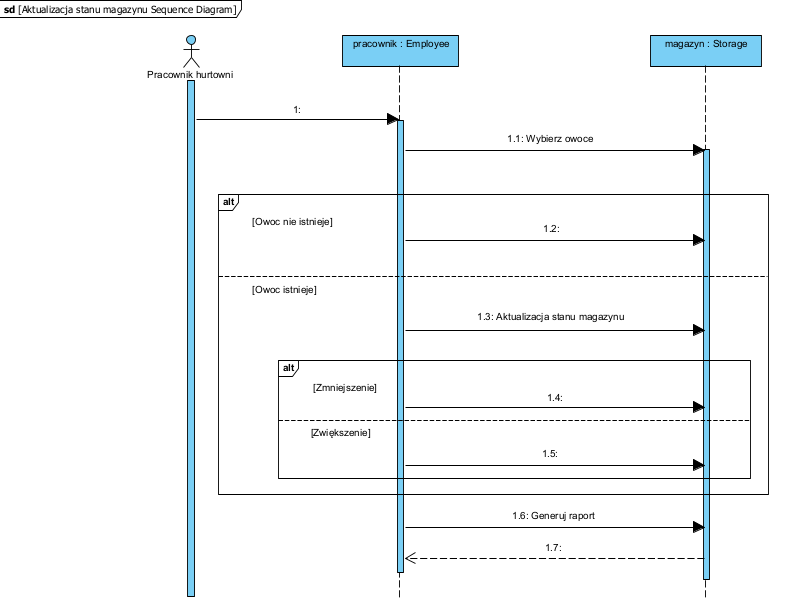 sd [Aktualizacja stanu magazynu Sequence Diagram]
pracownik : Employee
magazyn : Storage
Pracownik hurtowni
1:
1.1: Wybierz owoce
alt
[Owoc nie istnieje]
1.2:
[Owoc istnieje]
1.3: Aktualizacja stanu magazynu
alt
[Zmniejszenie]
1.4:
[Zwiększenie]
1.5:
1.6: Generuj raport
1.7: